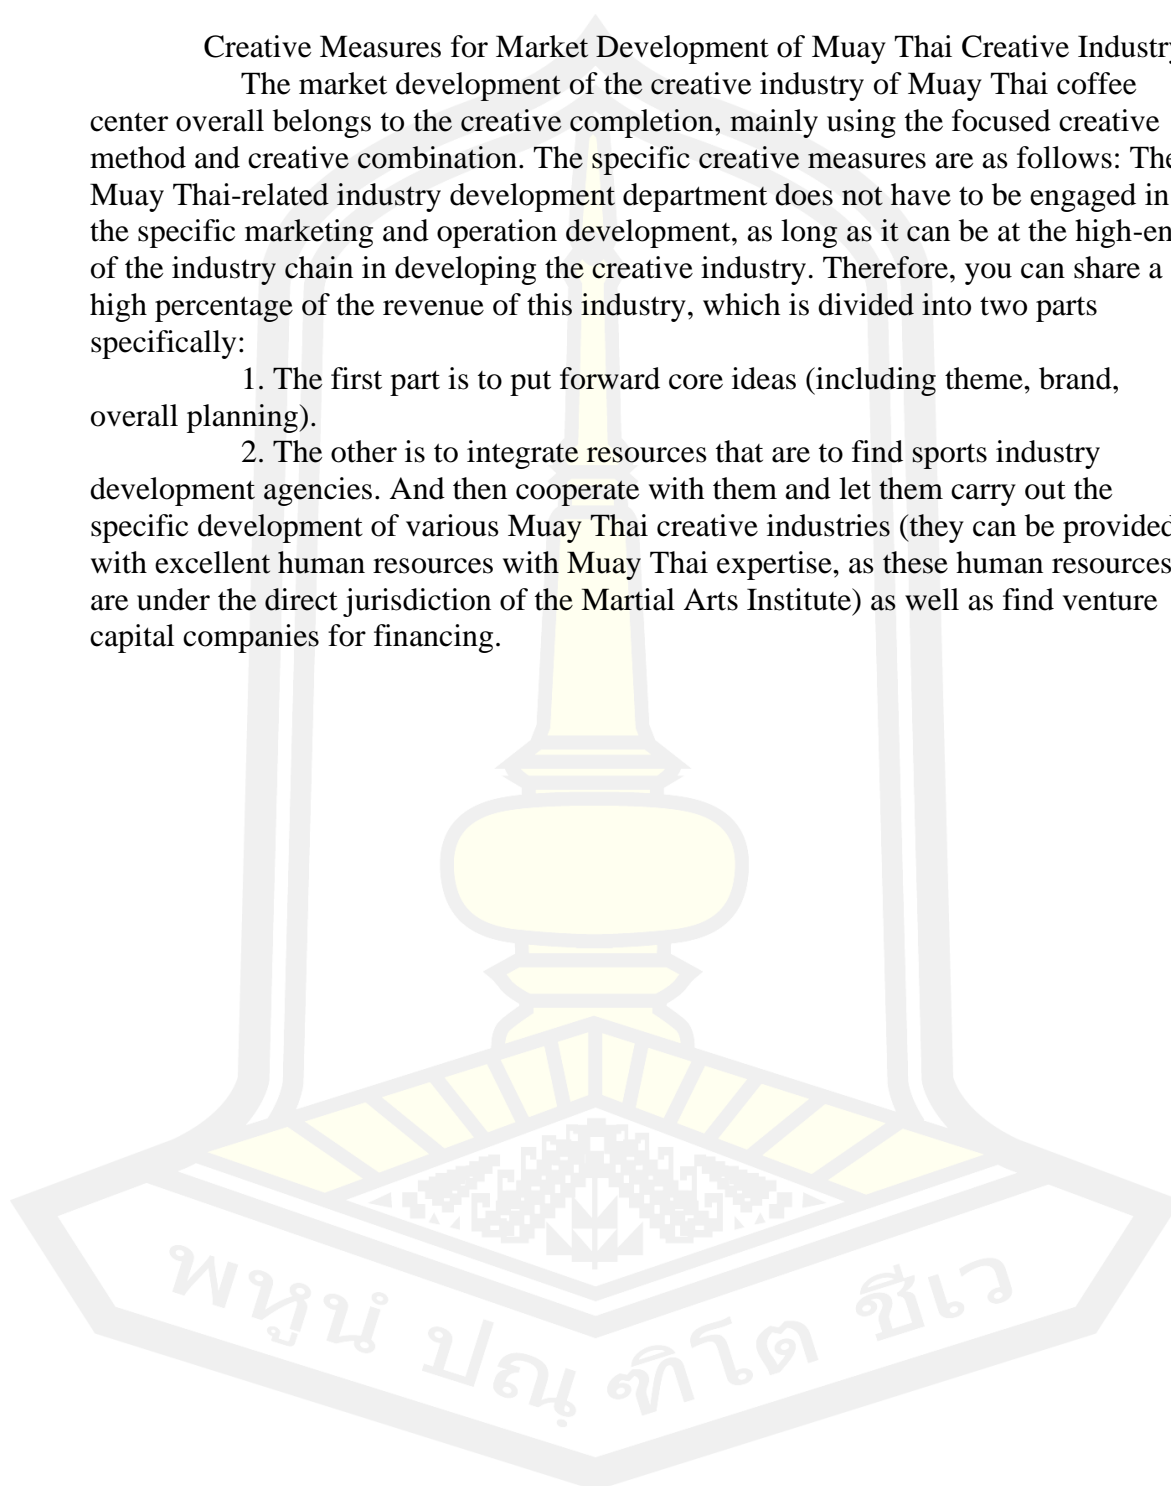 Creative Measures for Market Development of Muay Thai Creative Industry
The market development of the creative industry of Muay Thai coffee
center overall belongs to the creative completion, mainly using the focused creative
method and creative combination. The specific creative measures are as follows: The
Muay Thai-related industry development department does not have to be engaged in
the specific marketing and operation development, as long as it can be at the high-en
of the industry chain in developing the creative industry. Therefore, you can share a
high percentage of the revenue of this industry, which is divided into two parts
specifically:
1. The first part is to put forward core ideas (including theme, brand,
overall planning).
2. The other is to integrate resources that are to find sports industry
development agencies. And then cooperate with them and let them carry out the
specific development of various Muay Thai creative industries (they can be provided
with excellent human resources with Muay Thai expertise, as these human resources
are under the direct jurisdiction of the Martial Arts Institute) as well as find venture
capital companies for financing.
พหูนํ ปณฺฑิโต ชีเว